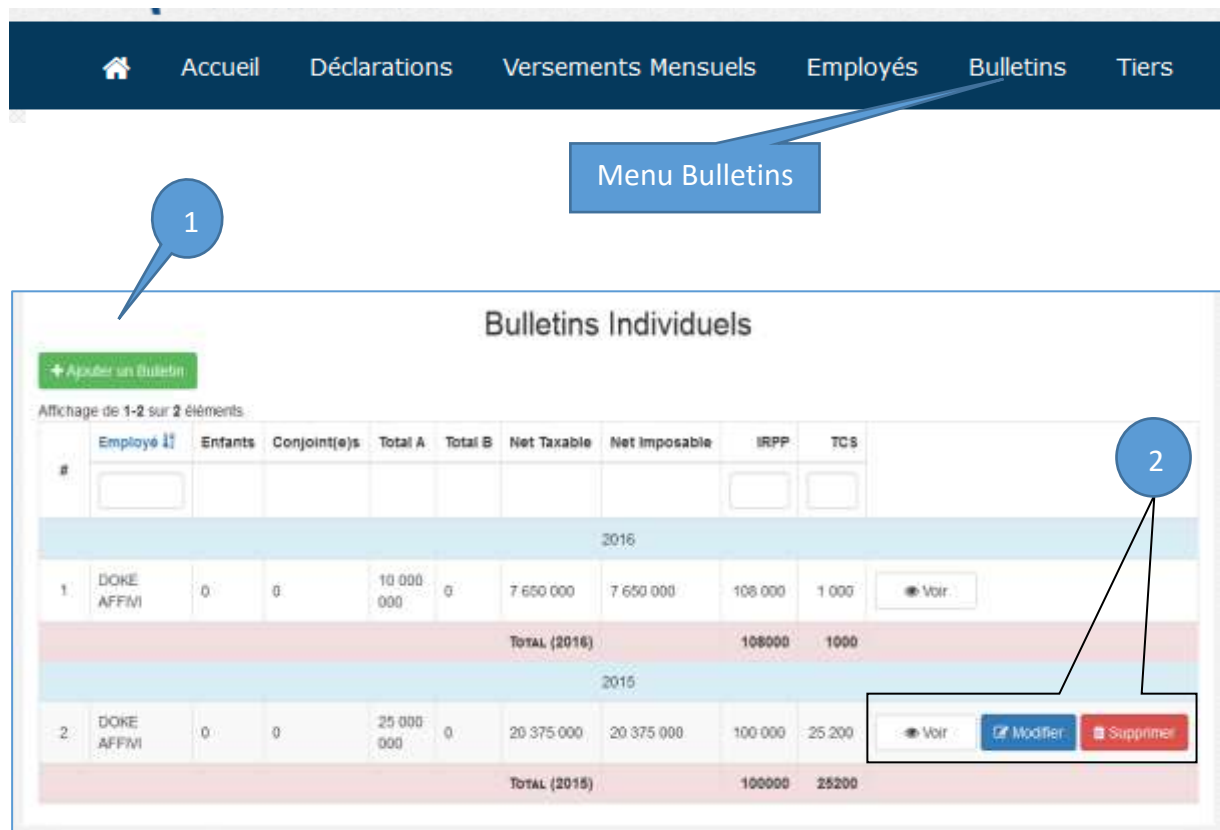 Accueil Déclarations Versements Mensuels Employés Bulletins Tiers
Menu Bulletins
1
Bulletins Individuels
Ajouter un Bulletin
Affichage de 1-2 sur 2 éléments.
# Employé Enfants Conjoint(e)s Total A Total B Net Taxable Net Imposable IRPP TCS
2
2016
1 DOKE AFFIVI 0 0 10 000 000 0 7 650 000 7 650 000 108 000 1 000 Voir
TOTAL (2016) 108000 1000
2015
2 DOKE AFFIVI 0 0 25 000 000 0 20 375 000 20 375 000 100 000 25 200 Voir Modifier Supprimer
TOTAL (2015) 100000 25200